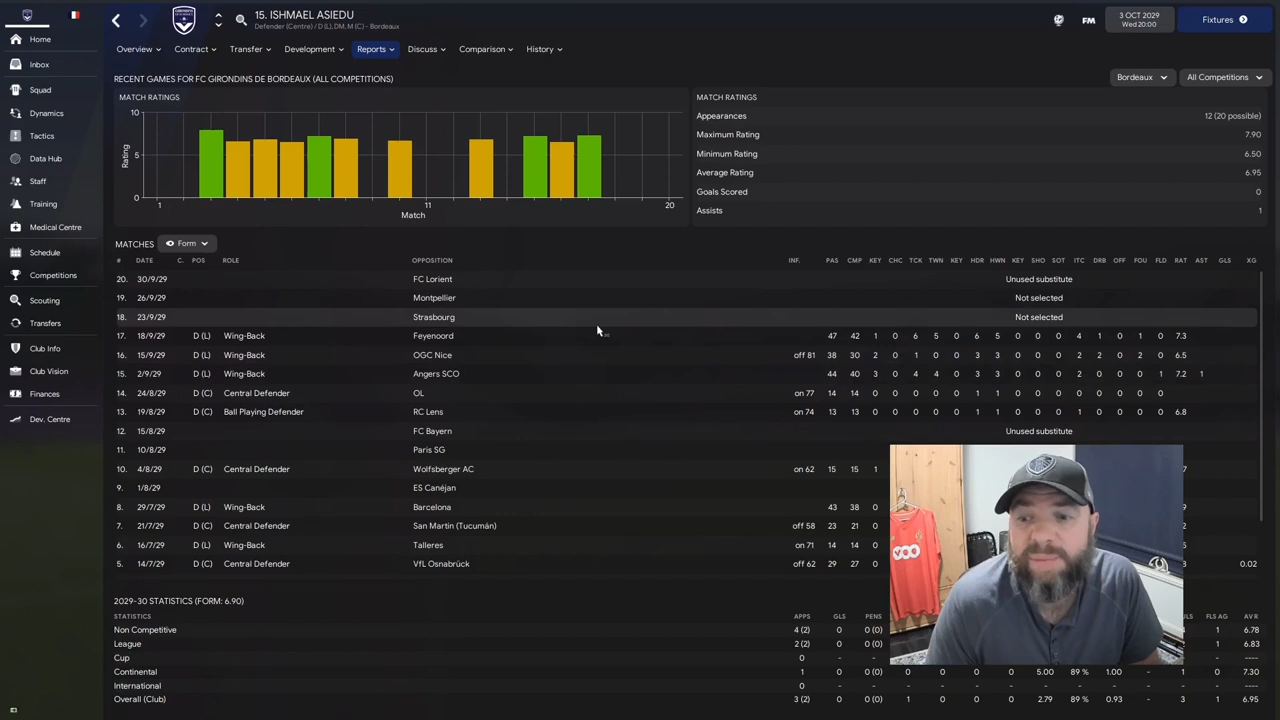 15. ISHMAEL ASIEDU
Defender (Centre) / D (L),DM, M (C) - Bordeaux
FM
3 OCT 2029
Wed 20:00
Fixtures
Home
Inbox
Squad
Dynamics
Tactics
Data Hub
Staff
Training
Medical Centre
Schedule
Competitions
Scouting
Transfers
Club Info
Club Vision
Finances
Dev. Centre
Overview Contract Transfer Development Reports Discuss Comparison History
RECENT GAMES FOR FC GIRONDINS DE BORDEAUX (ALL COMPETITIONS)
Bordeaux All Competitions
MATCH RATINGS
10
5
0
Rating
1 11 20
Match
MATCH RATINGS
Appearances 12 (20 possible)
Maximum Rating 7.90
Minimum Rating 6.50
Average Rating 6.95
Goals Scored 0
Assists 1
MATCHES Form
# DATE C. POS ROLE OPPOSITION INF. PAS CMP KEY CHC TCK TWN KEY HDR HWN KEY SHO SOT ITC DRB OFF FOU FLD RAT AST GLS XG
20. 30/9/29 FC Lorient Unused substitute
19. 26/9/29 Montpellier Not selected
18. 23/9/29 Strasbourg Not selected
17. 18/9/29 D (L) Wing-Back Feyenoord 47 42 1 0 6 5 0 6 5 0 0 0 4 1 0 1 0 7.3
16. 15/9/29 D (L) Wing-Back OGC Nice off 81 38 30 2 0 1 0 0 3 3 0 0 0 2 2 0 2 0 6.5
15. 2/9/29 D (L) Wing-Back Angers SCO 44 40 3 0 4 4 0 3 3 0 0 0 2 0 0 0 1 7.2 1
14. 24/8/29 D (C) Central Defender OL on 77 14 14 0 0 0 0 0 1 1 0 0 0 0 0 0 0 0
13. 19/8/29 D (C) Ball Playing Defender RC Lens on 74 13 13 0 0 0 0 0 1 1 0 0 0 1 0 0 0 0 6.8
12. 15/8/29 FC Bayern Unused substitute
11. 10/8/29 Paris SG
10. 4/8/29 D (C) Central Defender Wolfsberger AC on 62 15 15 1 7
9. 1/8/29 ES Canéjan
8. 29/7/29 D (L) Wing-Back Barcelona 43 38 0 9
7. 21/7/29 D (C) Central Defender San Martín (Tucumán) off 58 23 21 0 2
6. 16/7/29 D (L) Wing-Back Talleres on 71 14 14 0 5
5. 14/7/29 D (C) Central Defender VfL Osnabrück off 62 29 27 0 8 0.02
VOO
2029-30 STATISTICS (FORM: 6.90)
STATISTICS APPS GLS PENS LS FLS AG AVR
Non Competitive 4 (2) 0 0 (0) 1 6.78
League 2 (2) 0 0 (0) 1 6.83
Cup 0 - - - ----
Continental 1 0 0 (0) 0 0 0 0 5.00 89 % 1.00 - 1 0 7.30
International 0 - - - - - - - - - - - - ----
Overall (Club) 3 (2) 0 0 (0) 1 0 0 0 2.79 89 % 0.93 - 3 1 6.95